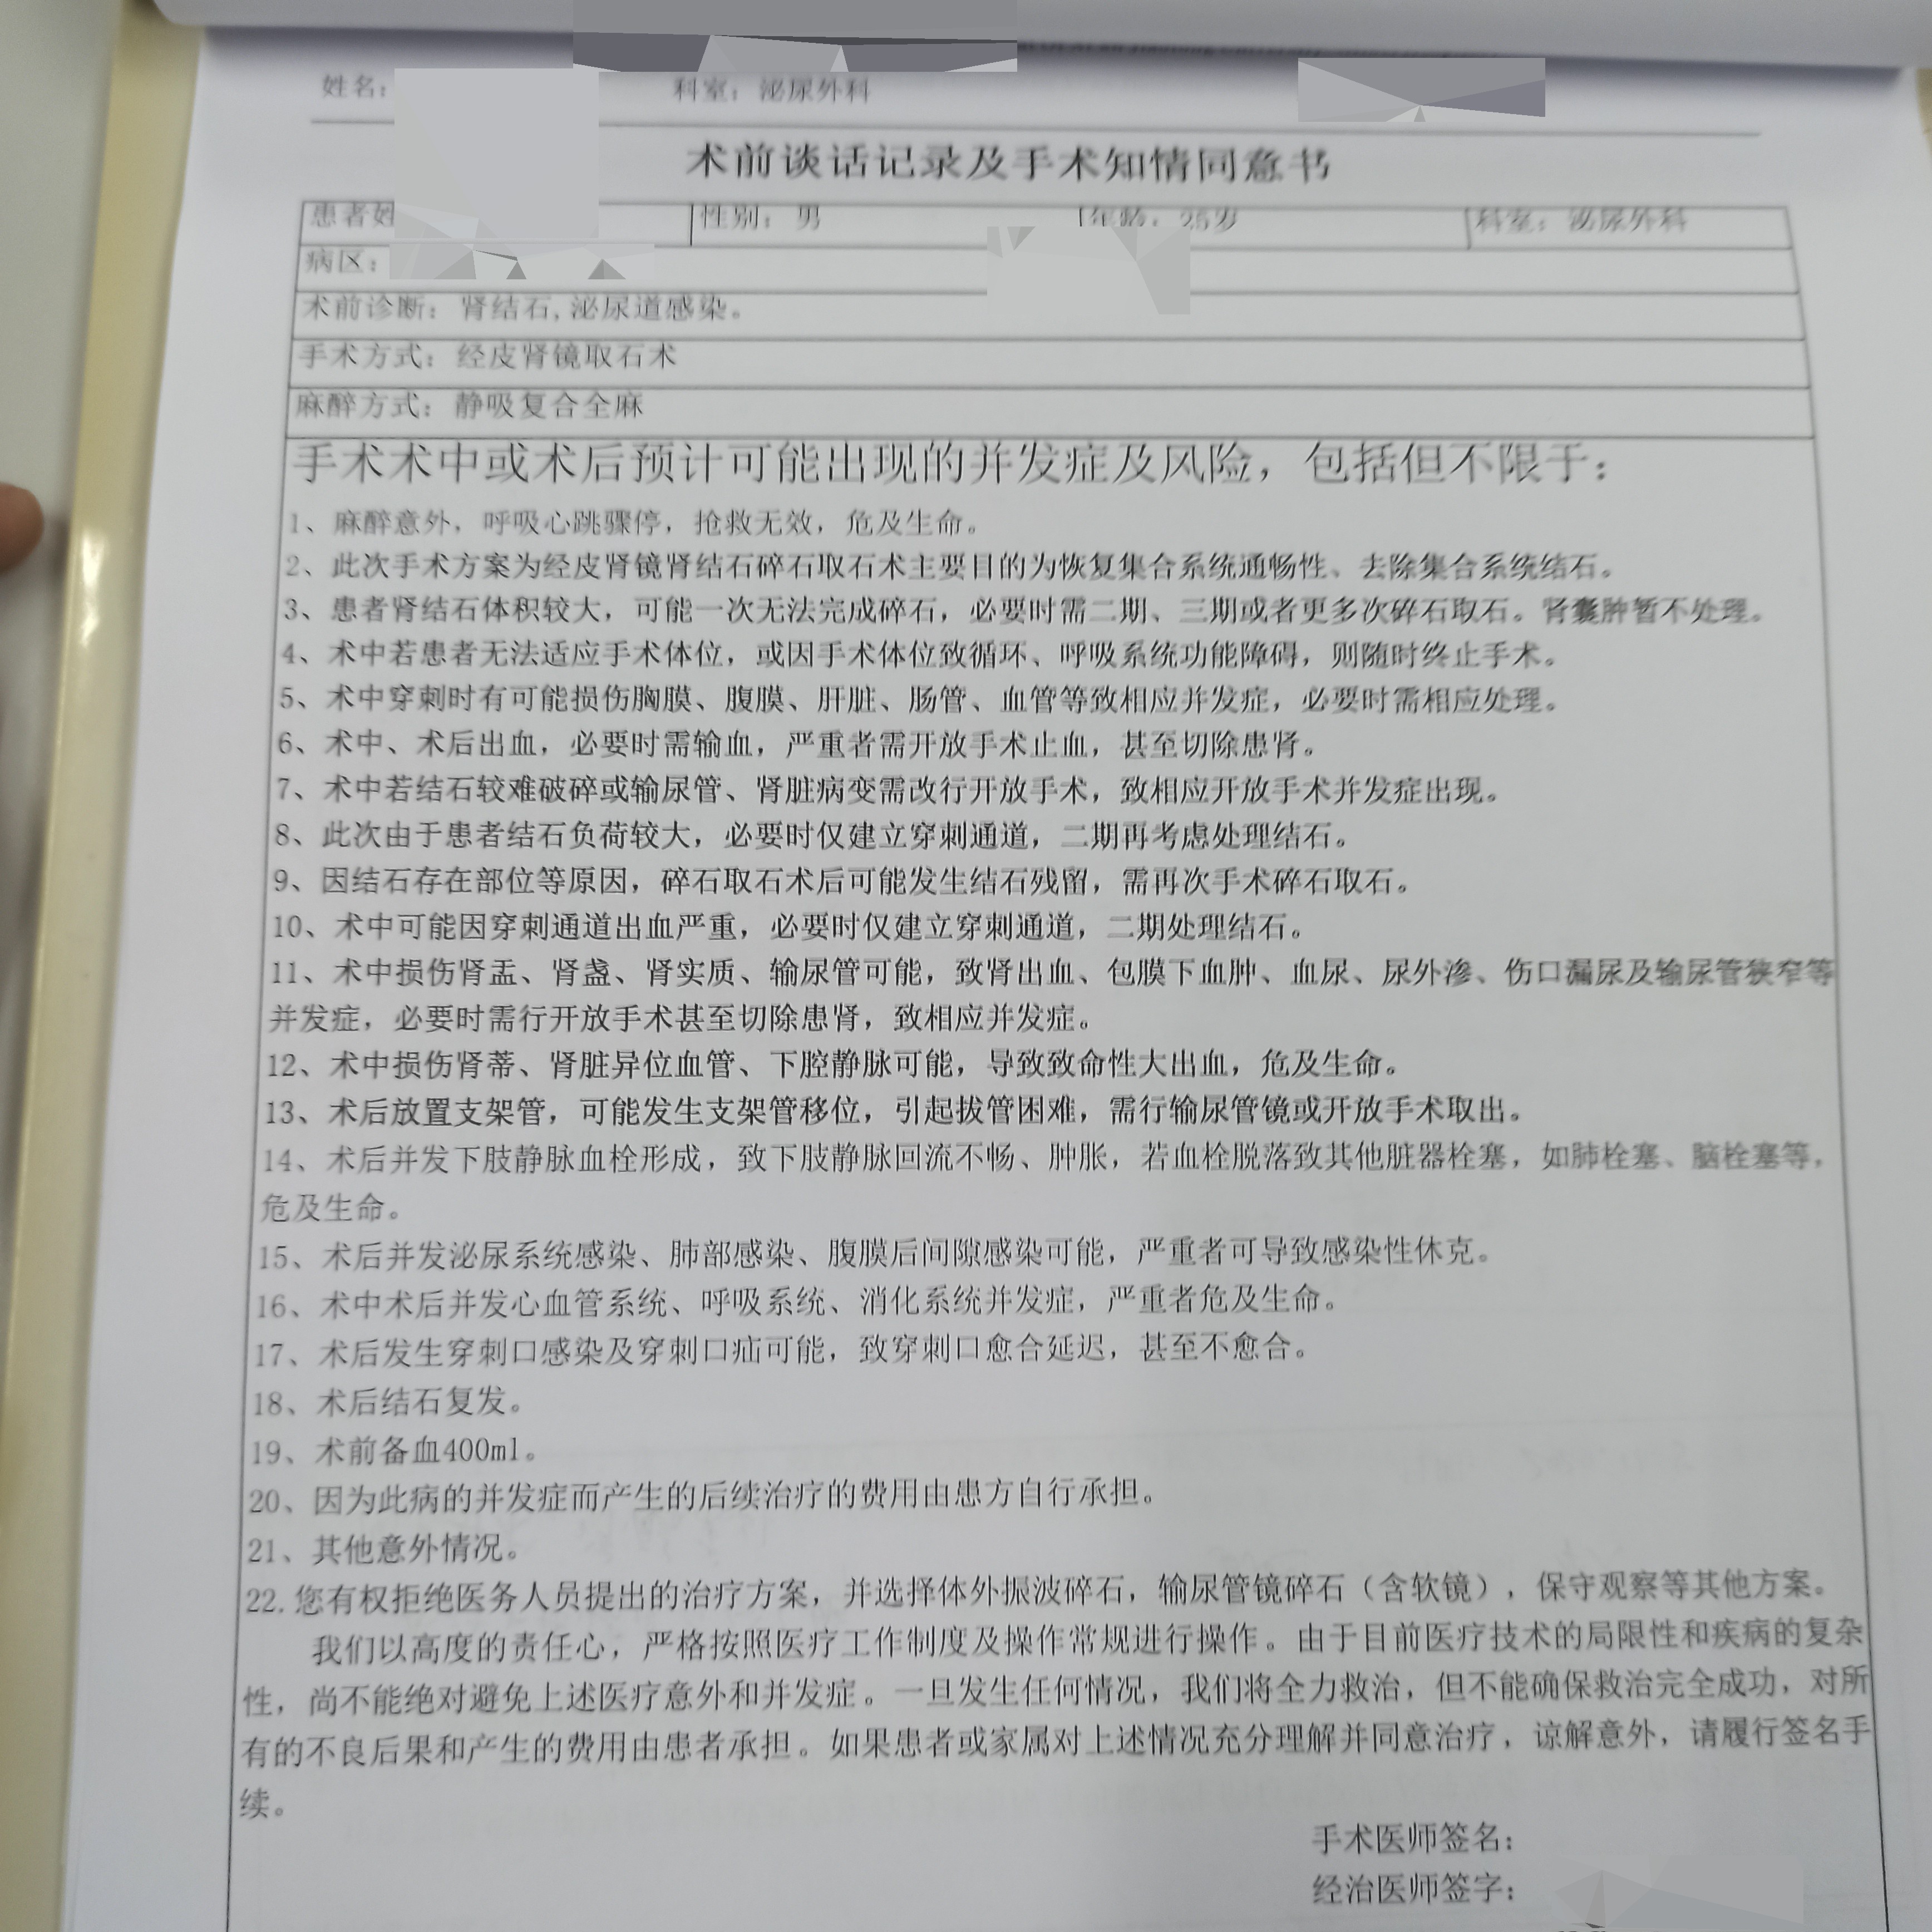 姓名： 科室：泌尿外科
术前谈话记录及手术知情同意书
患者姓 性别：男 年龄：25岁 科室：泌尿外科
病区：
术前诊断：肾结石,泌尿道感染。
手术方式：经皮肾镜取石术
麻醉方式：静吸复合全麻
手术术中或术后预计可能出现的并发症及风险，包括但不限于：
1、麻醉意外，呼吸心跳骤停，抢救无效，危及生命。
2、此次手术方案为经皮肾镜肾结石碎石取石术主要目的为恢复集合系统通畅性、去除集合系统结石。
3、患者肾结石体积较大，可能一次无法完成碎石，必要时需二期、三期或者更多次碎石取石。肾囊肿暂不处理。
4、术中若患者无法适应手术体位，或因手术体位致循环、呼吸系统功能障碍，则随时终止手术。
5、术中穿刺时有可能损伤胸膜、腹膜、肝脏、肠管、血管等致相应并发症，必要时需相应处理。
6、术中、术后出血，必要时需输血，严重者需开放手术止血，甚至切除患肾。
7、术中若结石较难破碎或输尿管、肾脏病变需改行开放手术，致相应开放手术并发症出现。
8、此次由于患者结石负荷较大，必要时仅建立穿刺通道，二期再考虑处理结石。
9、因结石存在部位等原因，碎石取石术后可能发生结石残留，需再次手术碎石取石。
10、术中可能因穿刺通道出血严重，必要时仅建立穿刺通道，二期处理结石。
11、术中损伤肾盂、肾盏、肾实质、输尿管可能，致肾出血、包膜下血肿、血尿、尿外渗、伤口漏尿及输尿管狭窄等
并发症，必要时需行开放手术甚至切除患肾，致相应并发症。
12、术中损伤肾蒂、肾脏异位血管、下腔静脉可能，导致致命性大出血，危及生命。
13、术后放置支架管，可能发生支架管移位，引起拔管困难，需行输尿管镜或开放手术取出。
14、术后并发下肢静脉血栓形成，致下肢静脉回流不畅、肿胀，若血栓脱落致其他脏器栓塞，如肺栓塞、脑栓塞等，
危及生命。
15、术后并发泌尿系统感染、肺部感染、腹膜后间隙感染可能，严重者可导致感染性休克。
16、术中术后并发心血管系统、呼吸系统、消化系统并发症，严重者危及生命。
17、术后发生穿刺口感染及穿刺口疝可能，致穿刺口愈合延迟，甚至不愈合。
18、术后结石复发。
19、术前备血400ml。
20、因为此病的并发症而产生的后续治疗的费用由患方自行承担。
21、其他意外情况。
22.您有权拒绝医务人员提出的治疗方案，并选择体外振波碎石，输尿管镜碎石（含软镜），保守观察等其他方案。
我们以高度的责任心，严格按照医疗工作制度及操作常规进行操作。由于目前医疗技术的局限性和疾病的复杂
性，尚不能绝对避免上述医疗意外和并发症。一旦发生任何情况，我们将全力救治，但不能确保救治完全成功，对所
有的不良后果和产生的费用由患者承担。如果患者或家属对上述情况充分理解并同意治疗，谅解意外，请履行签名手
续。
手术医师签名：
经治医师签字：